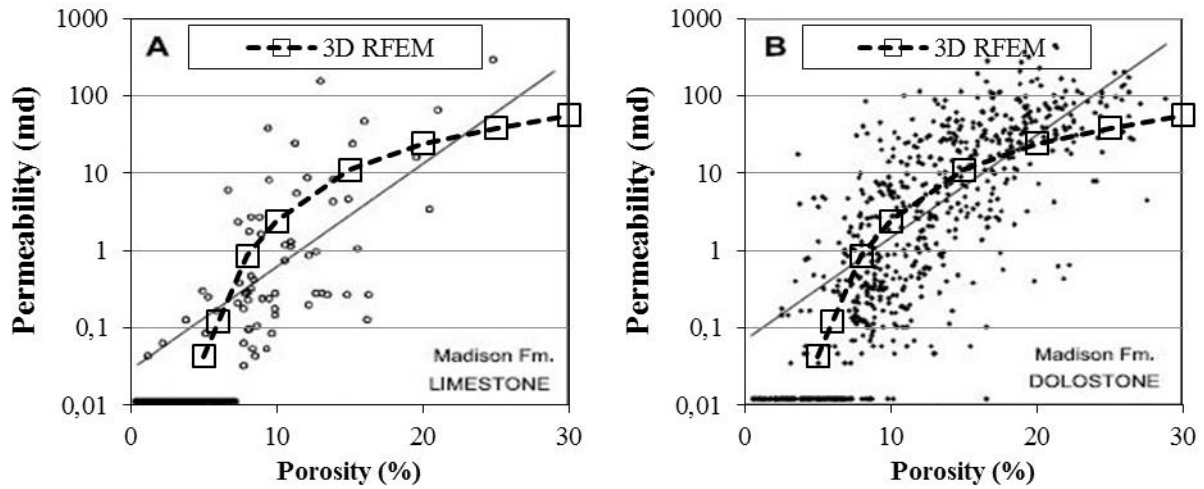 A
3D RFEM
1000
100
10
1
0,1
0,01
Permeability (md)
Madison Fm.
LIMESTONE
0
10
20
30
Porosity (%)
B
3D RFEM
1000
100
10
1
0,1
0,01
Permeability (md)
Madison Fm.
DOLOSTONE
0
10
20
30
Porosity (%)